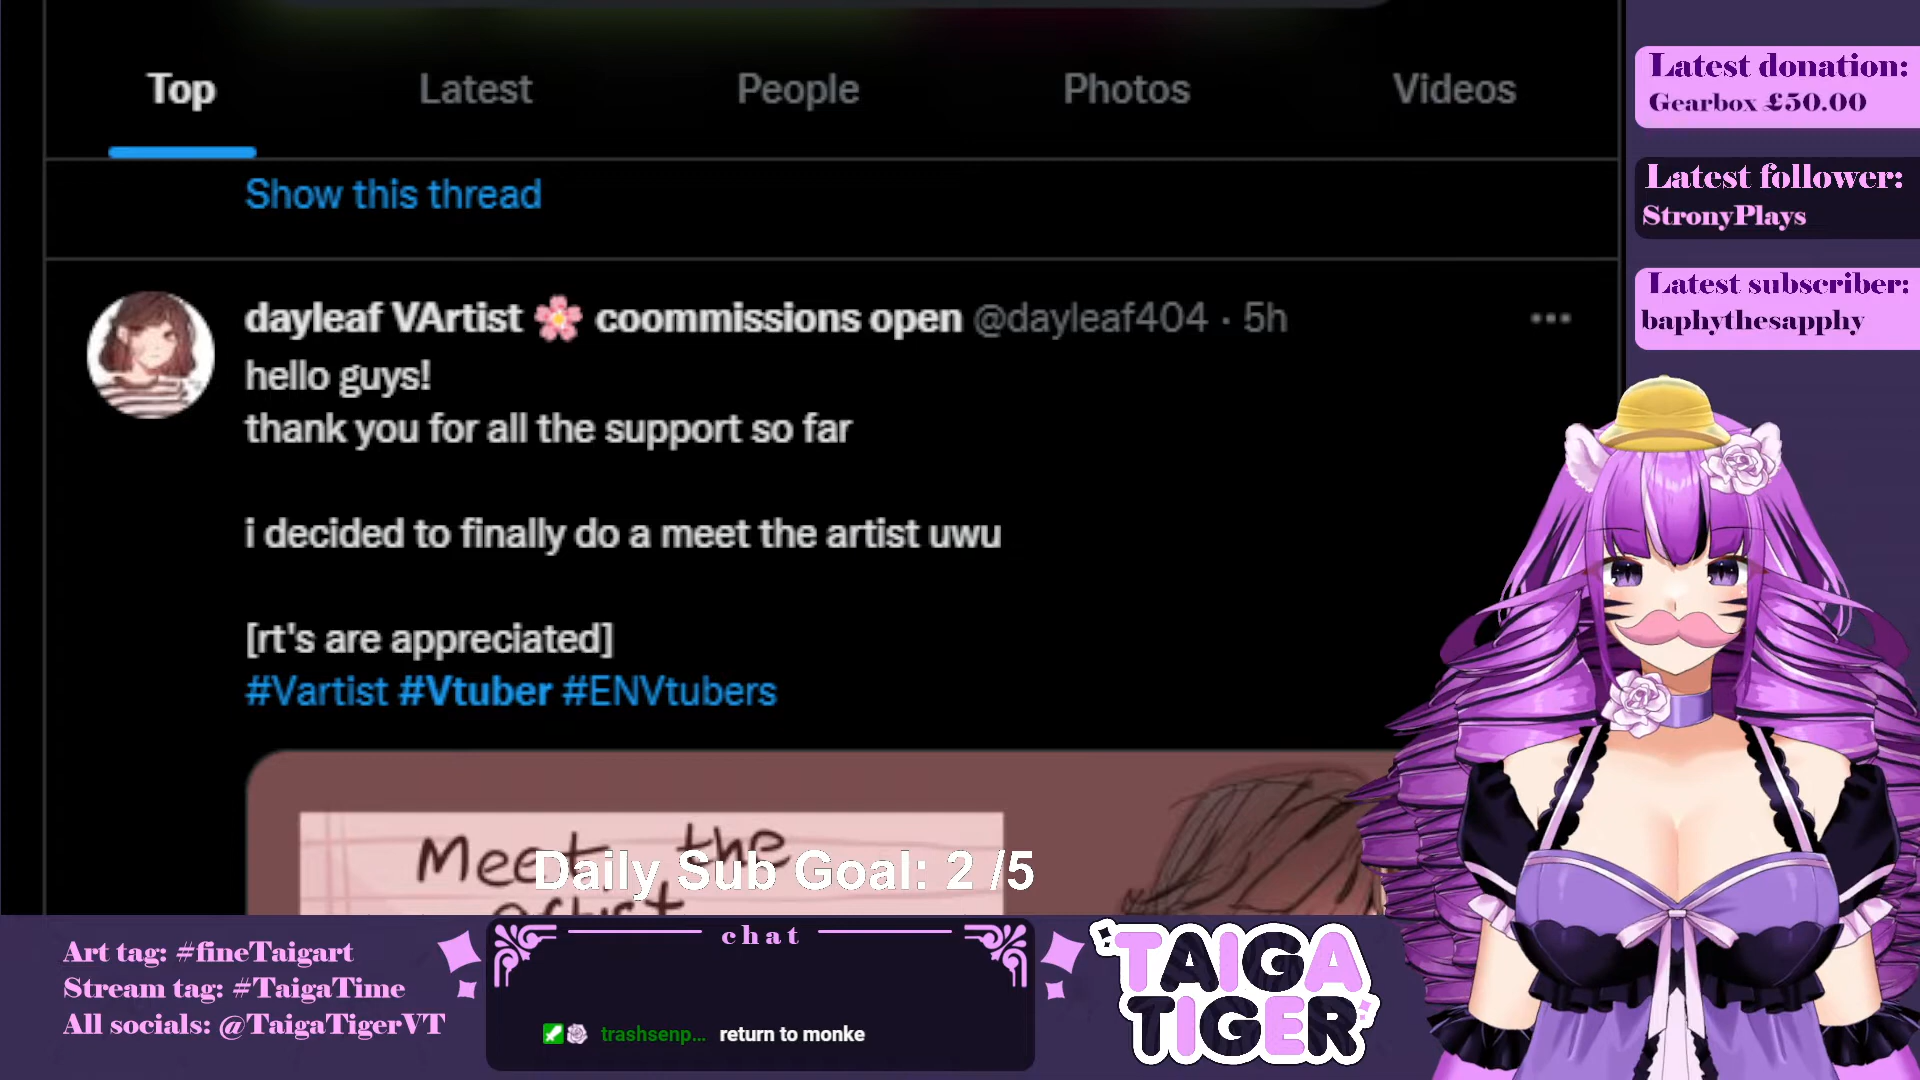 Top
Latest
People
Photos
Videos
Show this thread
dayleaf VArtist 🌸 coommissions open @dayleaf404 · 5h
hello guys!
thank you for all the support so far
i decided to finally do a meet the artist uwu
[rt's are appreciated]
#Vartist #Vtuber #ENVtubers
Meet the
artist
Daily Sub Goal: 2 /5
Latest donation:
Gearbox £50.00
Latest follower:
StronyPlays
Latest subscriber:
baphythesapphy
Art tag: #fineTaigart
Stream tag: #TaigaTime
All socials: @TaigaTigerVT
chat
trashsenp... return to monke
TAIGA
TIGER